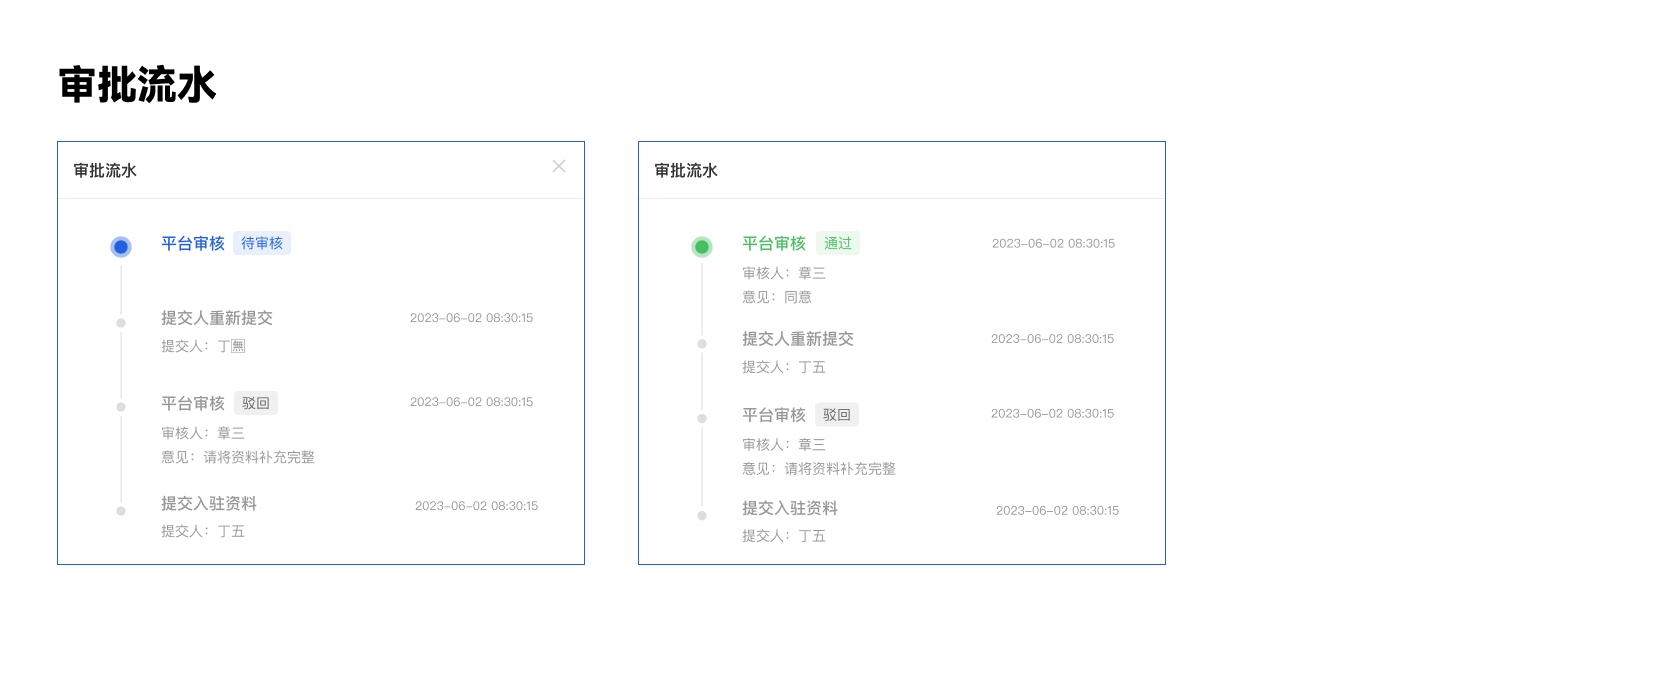 审批流水
审批流水
平台审核 待审核
提交人重新提交 2023-06-02 08:30:15
提交人：丁🈚
平台审核 驳回 2023-06-02 08:30:15
审核人：章三
意见：请将资料补充完整
提交入驻资料 2023-06-02 08:30:15
提交人：丁五
审批流水
平台审核 通过 2023-06-02 08:30:15
审核人：章三
意见：同意
提交人重新提交 2023-06-02 08:30:15
提交人：丁五
平台审核 驳回 2023-06-02 08:30:15
审核人：章三
意见：请将资料补充完整
提交入驻资料 2023-06-02 08:30:15
提交人：丁五